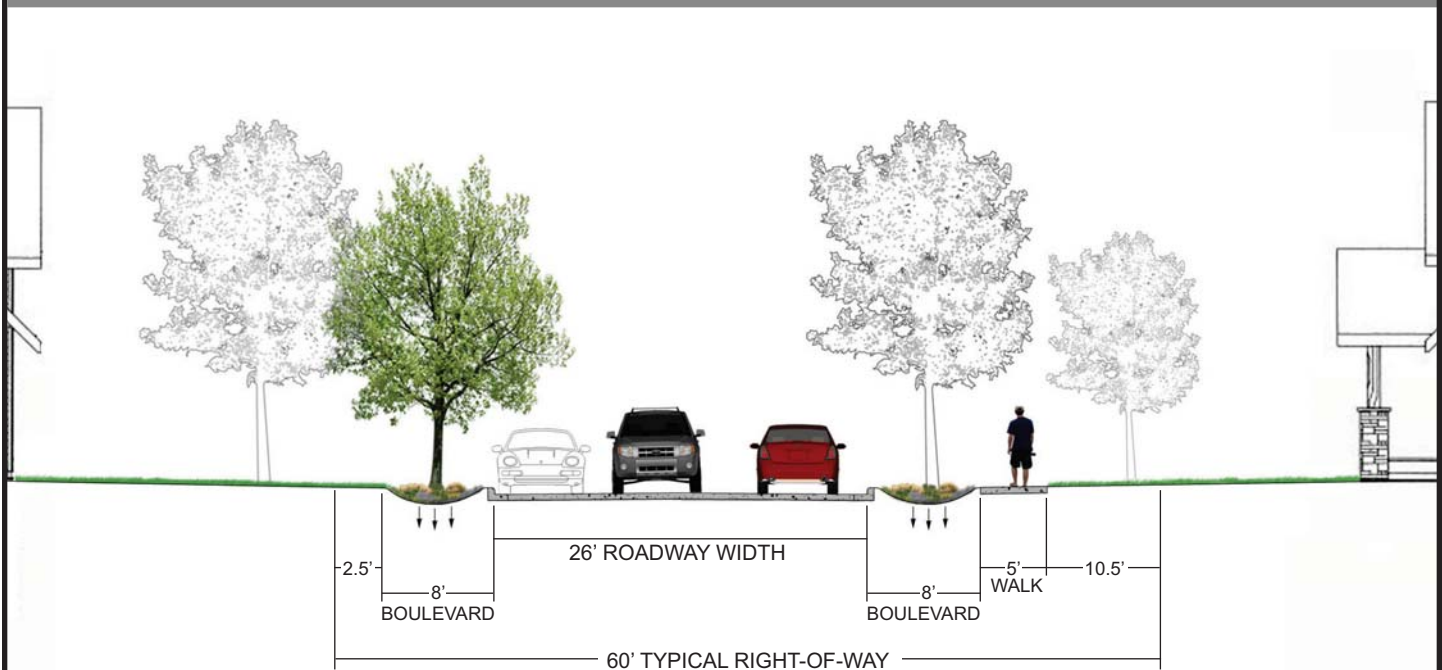 26’ ROADWAY WIDTH
2.5’
8’
BOULEVARD
8’
BOULEVARD
5’
WALK
10.5’
60’ TYPICAL RIGHT-OF-WAY